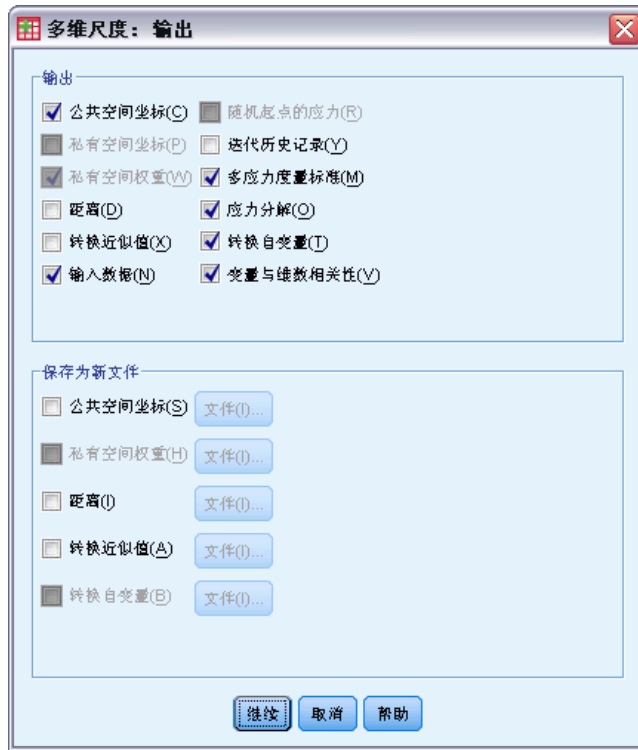 多维尺度：输出
输出
公共空间坐标(C)
随机起点的应力(R)
私有空间坐标(P)
迭代历史记录(Y)
私有空间权重(W)
多应力度量标准(M)
距离(D)
应力分解(O)
转换近似值(X)
转换自变量(T)
输入数据(N)
变量与维数相关性(V)
保存为新文件
公共空间坐标(S)
文件(I)...
私有空间权重(H)
文件(I)...
距离(I)
文件(I)...
转换近似值(A)
文件(I)...
转换自变量(B)
文件(I)...
继续
取消
帮助